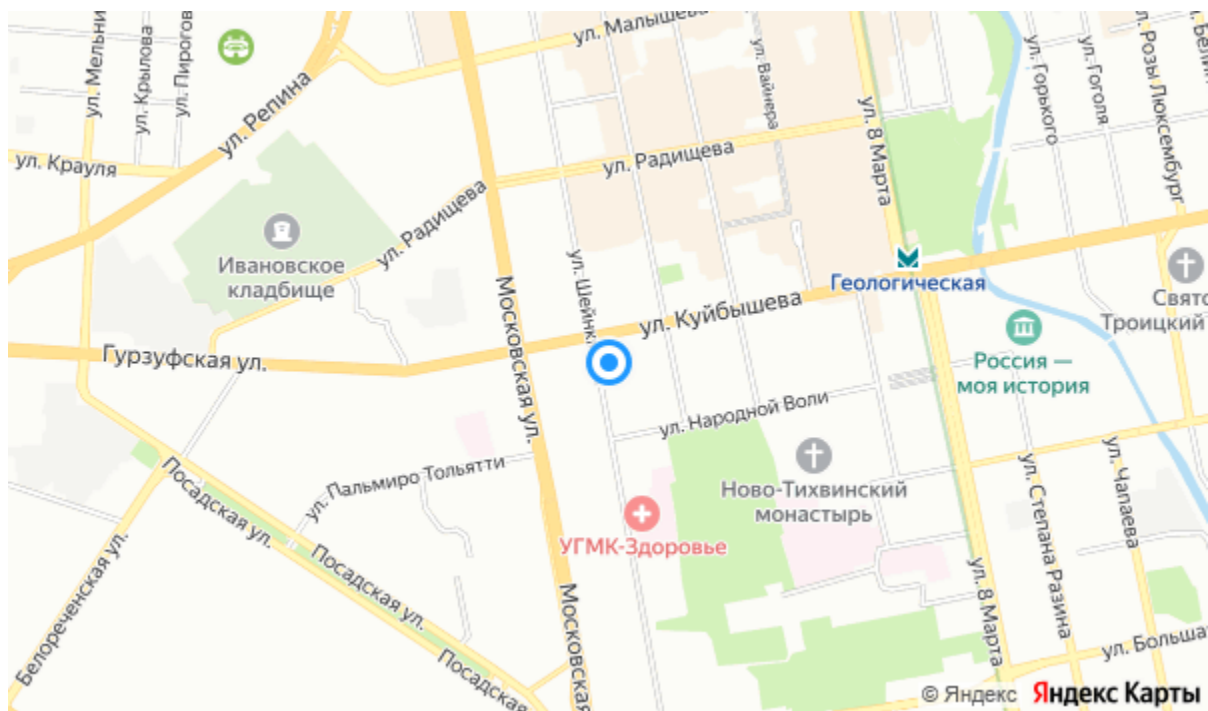 ул. Мельни
ул. Крылова
ул. Пирогов
ул. Репина
ул. Малышева
ул. Вайнера
ул. 8 Марта
ул. Горького
ул. Гоголя
ул. Розы Люксембург
ул. Крауля
ул. Радищева
ул. Радищева
Ивановское
кладбище
ул. Шейнк
Московская ул.
ул. Куйбышева
Геологическая
Свято
Троицкий
Гурзуфская ул.
Россия —
моя история
ул. Народной Воли
ул. Пальмиро Тольятти
Ново-Тихвинский
монастырь
УГМК-Здоровье
Посадская ул.
Посадская ул.
Посадская
Белореченская ул.
Московская
ул. 8 Марта
ул. Степана Разина
ул. Чапаева
ул. Больша
© Яндекс Яндекс Карты